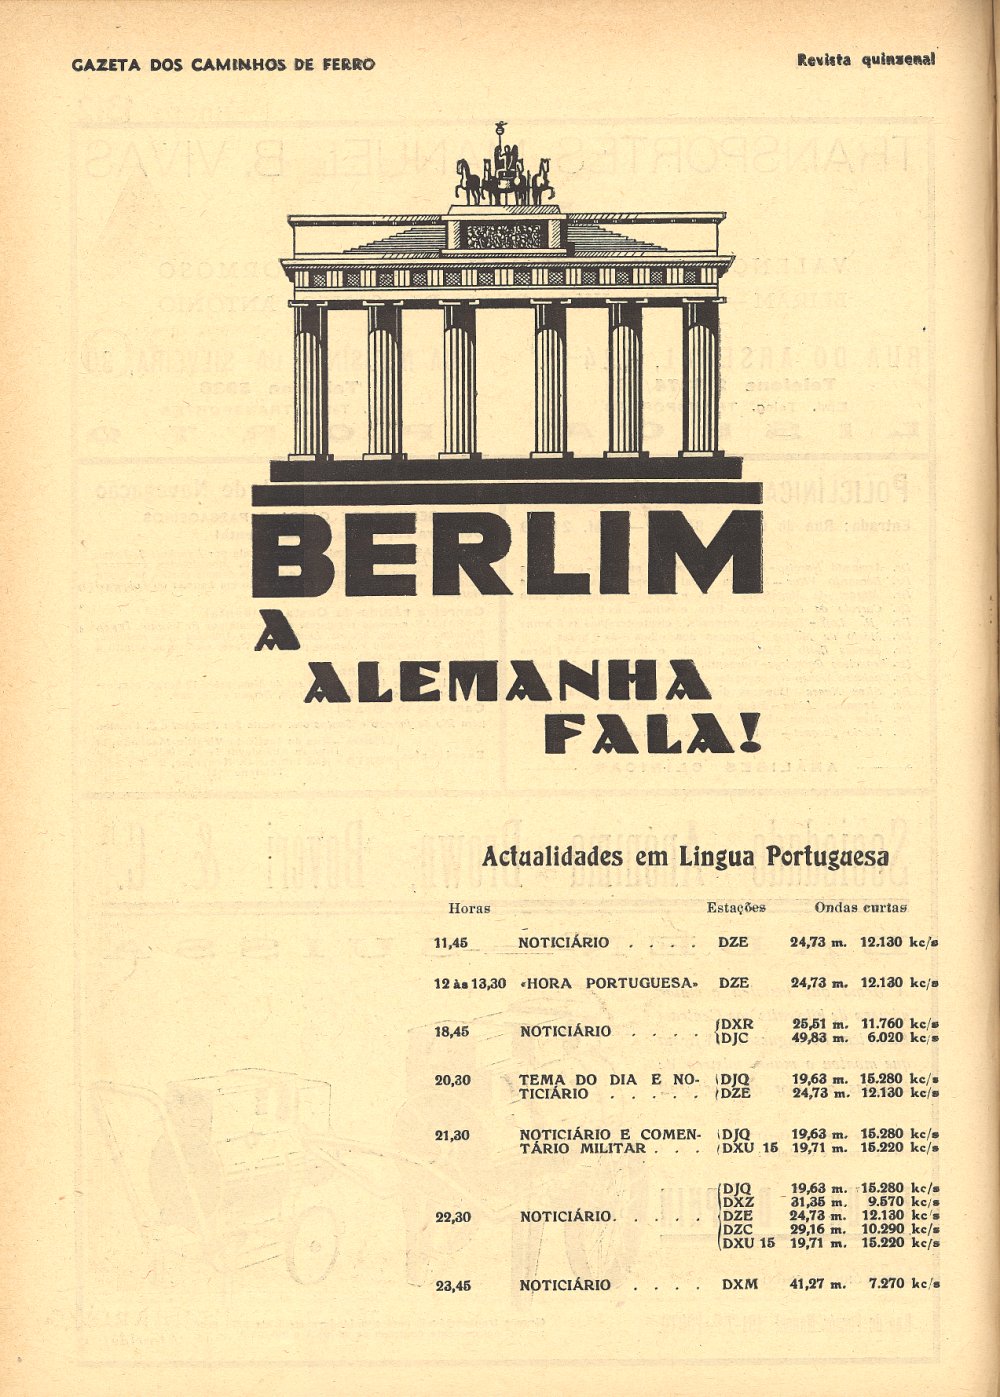 GAZETA DOS CAMINHOS DE FERRO
Revista quinzenal
BERLIM
A
ALEMANHA
FALA!
Actualidades em Lingua Portuguesa
Horas Estações Ondas curtas
11,45 NOTICIÁRIO . . . . DZE 24,73 m. 12.130 kc/s
12 às 13,30 «HORA PORTUGUESA» DZE 24,73 m. 12.130 kc/s
18,45 NOTICIÁRIO . . . . DXR 25,51 m. 11.760 kc/s
DJC 49,83 m. 6.020 kc/s
20,30 TEMA DO DIA E NO- DJQ 19,63 m. 15.280 kc/s
TICIÁRIO . . . . . DZE 24,73 m. 12.130 kc/s
21,30 NOTICIÁRIO E COMEN- DJQ 19,63 m. 15.280 kc/s
TÁRIO MILITAR . . . DXU 15 19,71 m. 15.220 kc/s
DJQ 19,63 m. 15.280 kc/s
DXZ 31,35 m. 9.570 kc/s
22,30 NOTICIÁRIO. . . . . DZE 24,73 m. 12.130 kc/s
DZC 29,16 m. 10.290 kc/s
DXU 15 19,71 m. 15.220 kc/s
23,45 NOTICIÁRIO . . . . DXM 41,27 m. 7.270 kc/s